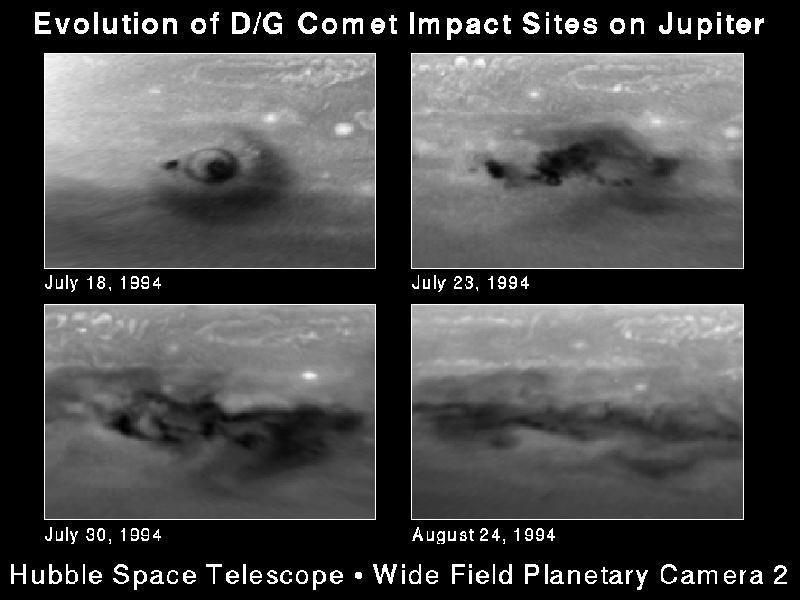 Evolution of D/G Comet Impact Sites on Jupiter
July 18, 1994
July 23, 1994
July 30, 1994
August 24, 1994
Hubble Space Telescope • Wide Field Planetary Camera 2